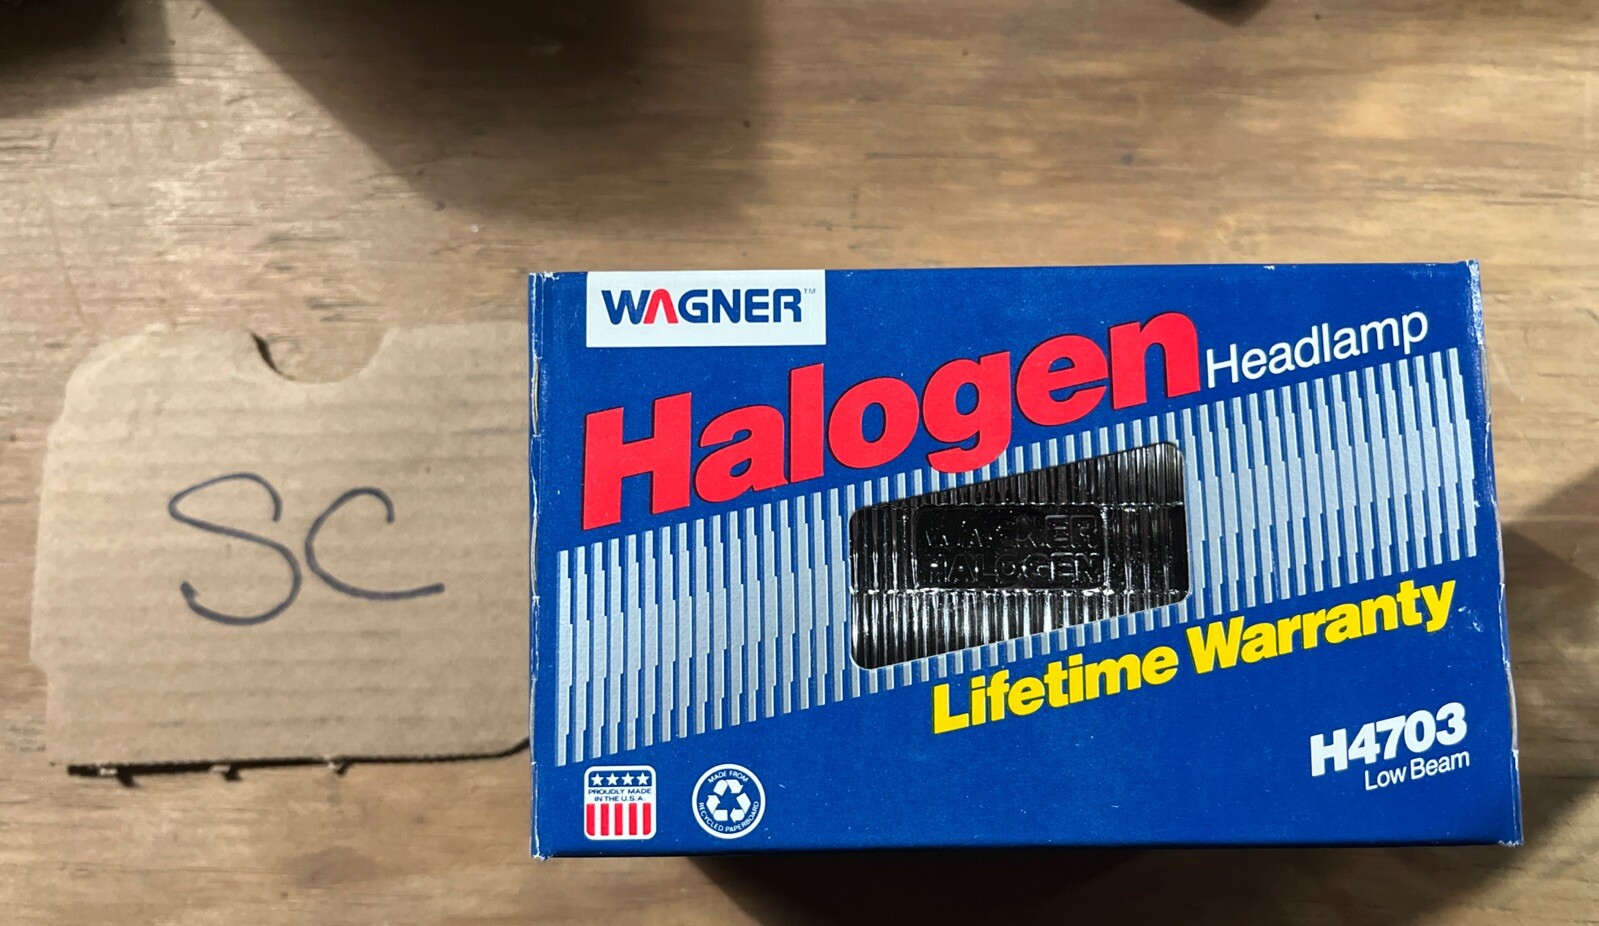 SC
WAGNER™
Halogen Headlamp
WAGNER
HALOGEN
Lifetime Warranty
H4703
Low Beam
PROUDLY MADE
IN THE U.S.A.
MADE FROM
RECYCLED PAPERBOARD